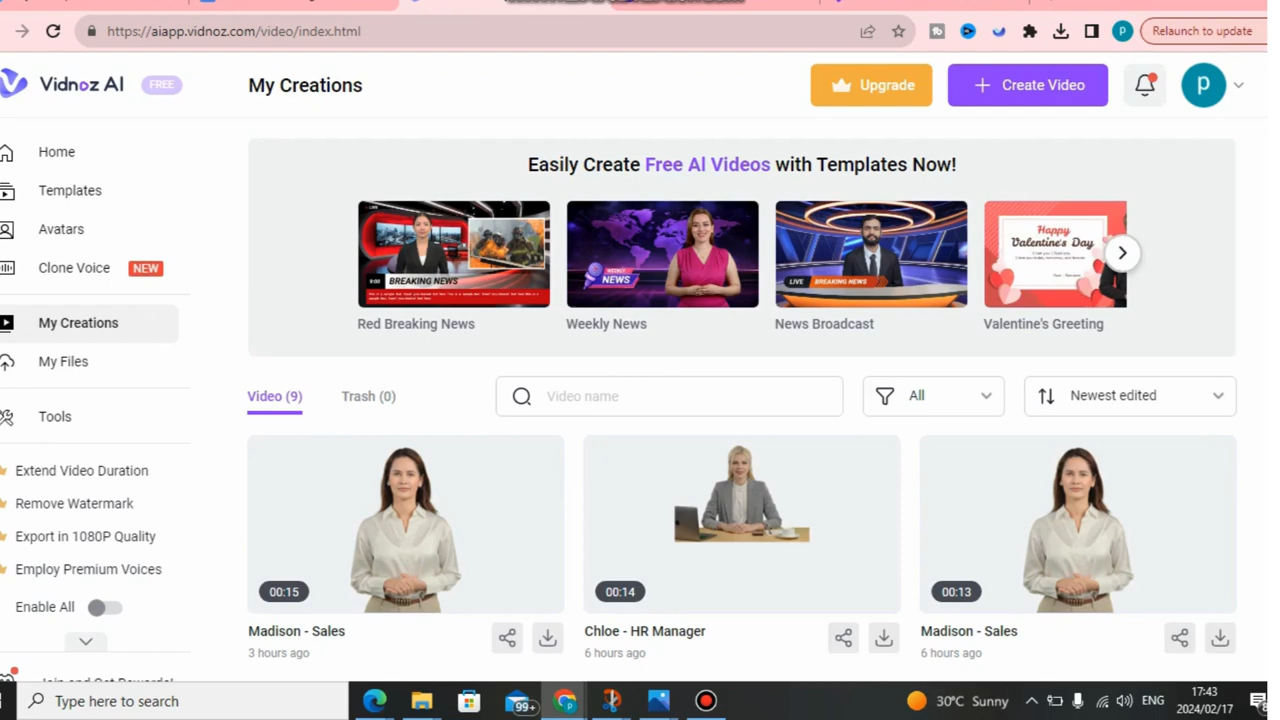 https://aiapp.vidnoz.com/video/index.html
Relaunch to update
Vidnoz AI FREE
My Creations
Upgrade
+ Create Video
Home
Templates
Avatars
Clone Voice NEW
My Creations
My Files
Tools
Extend Video Duration
Remove Watermark
Export in 1080P Quality
Employ Premium Voices
Enable All
Easily Create Free AI Videos with Templates Now!
LIVE
BREAKING NEWS
9:00
WEEKLY
NEWS
LIVE BREAKING NEWS
Happy
Valentine's Day
Red Breaking News
Weekly News
News Broadcast
Valentine's Greeting
Video (9)
Trash (0)
Video name
All
Newest edited
00:15
00:14
00:13
Madison - Sales
3 hours ago
Chloe - HR Manager
6 hours ago
Madison - Sales
6 hours ago
Type here to search
99+
30°C Sunny
ENG
17:43
2024/02/17